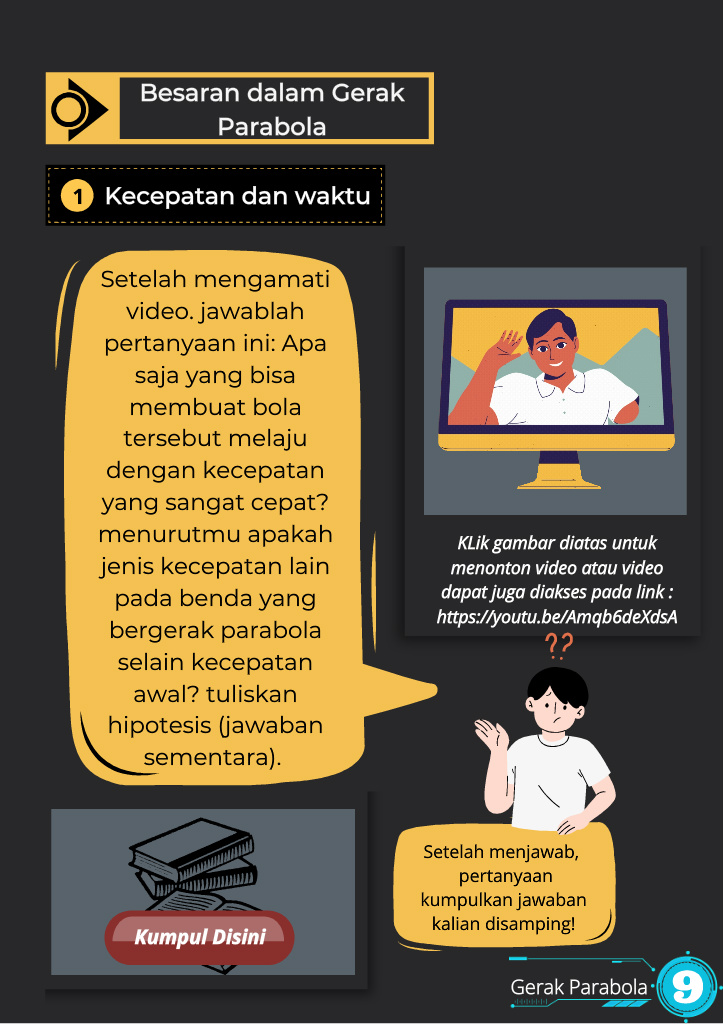 Besaran dalam Gerak
Parabola
1 Kecepatan dan waktu
Setelah mengamati
video. jawablah
pertanyaan ini: Apa
saja yang bisa
membuat bola
tersebut melaju
dengan kecepatan
yang sangat cepat?
menurutmu apakah
jenis kecepatan lain
pada benda yang
bergerak parabola
selain kecepatan
awal? tuliskan
hipotesis (jawaban
sementara).
KLik gambar diatas untuk
menonton video atau video
dapat juga diakses pada link :
https://youtu.be/Amqb6deXdsA
??
Setelah menjawab,
pertanyaan
kumpulkan jawaban
kalian disamping!
Kumpul Disini
Gerak Parabola 9